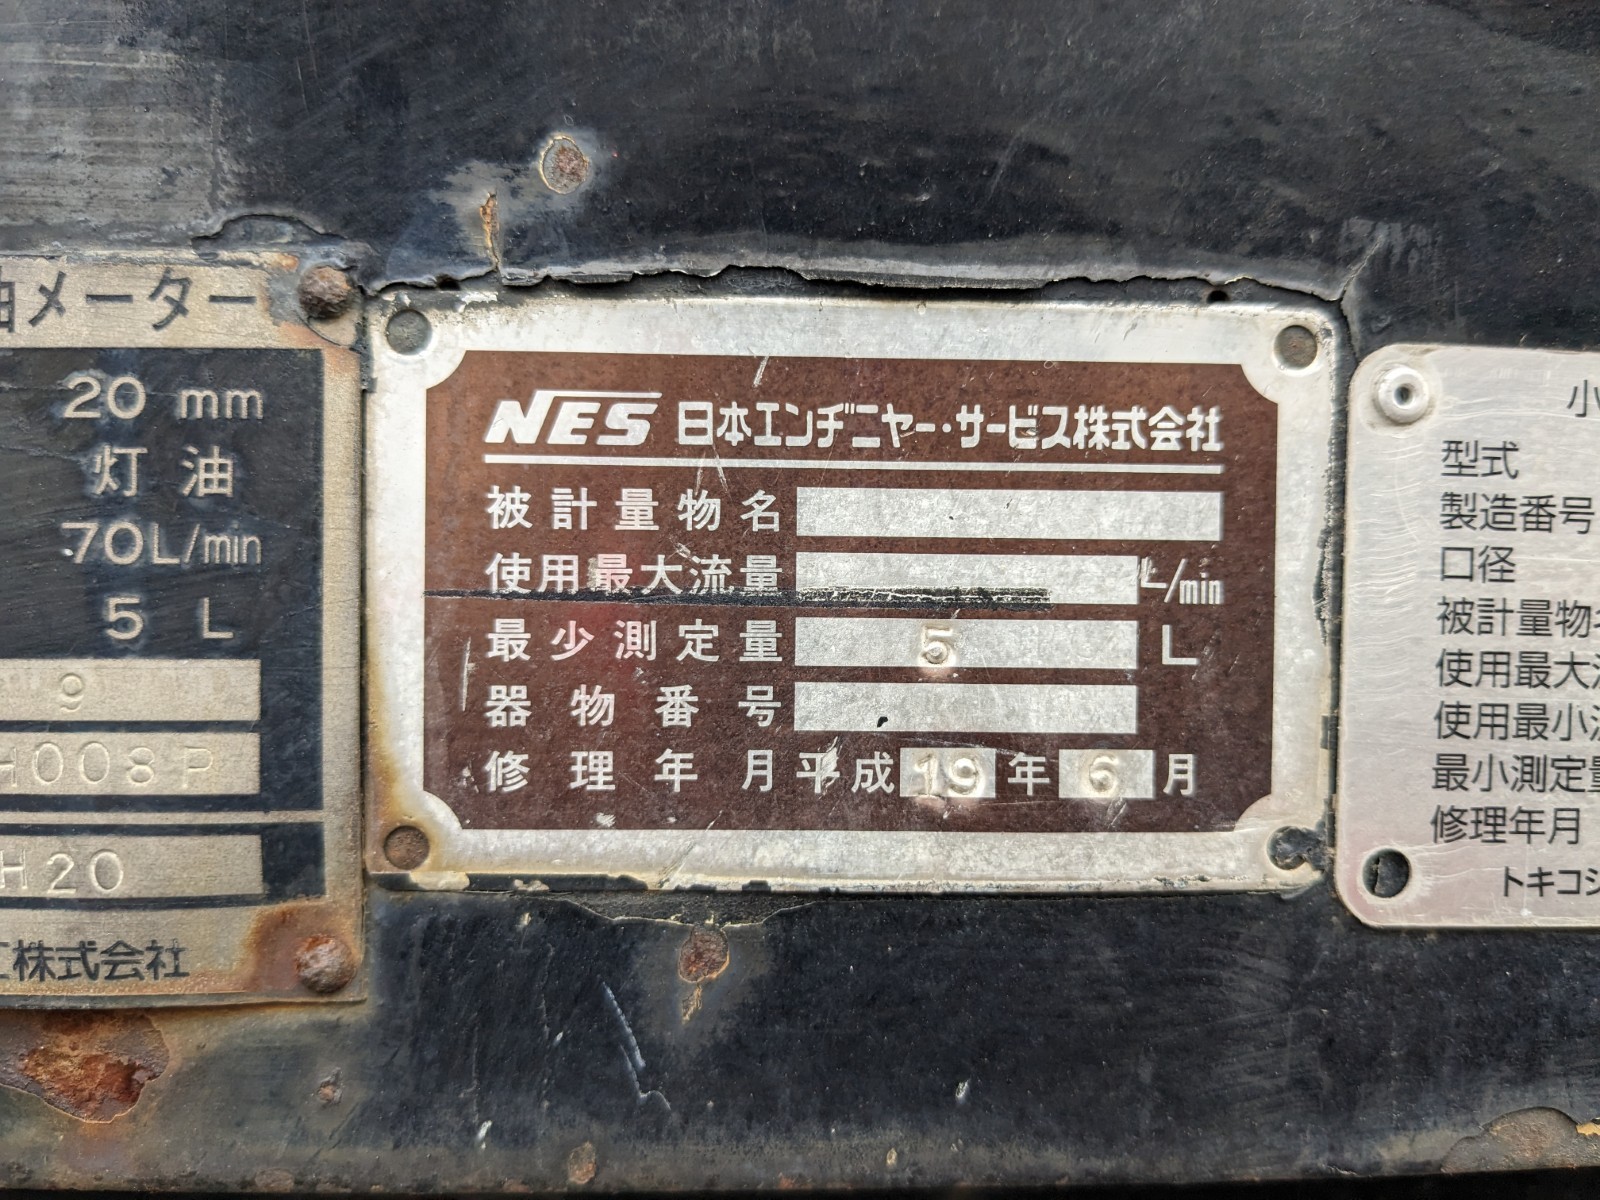 油メーター
20 mm
灯油
70L/min
5 L
9
H008P
H20
工株式会社
NES 日本エンヂニヤー・サービス株式会社
被計量物名
使用最大流量 L/min
最少測定量 5 L
器物番号
修理年月 平成 19 年 6 月
小
型式
製造番号
口径
被計量物名
使用最大流
使用最小流
最小測定量
修理年月
トキコシ